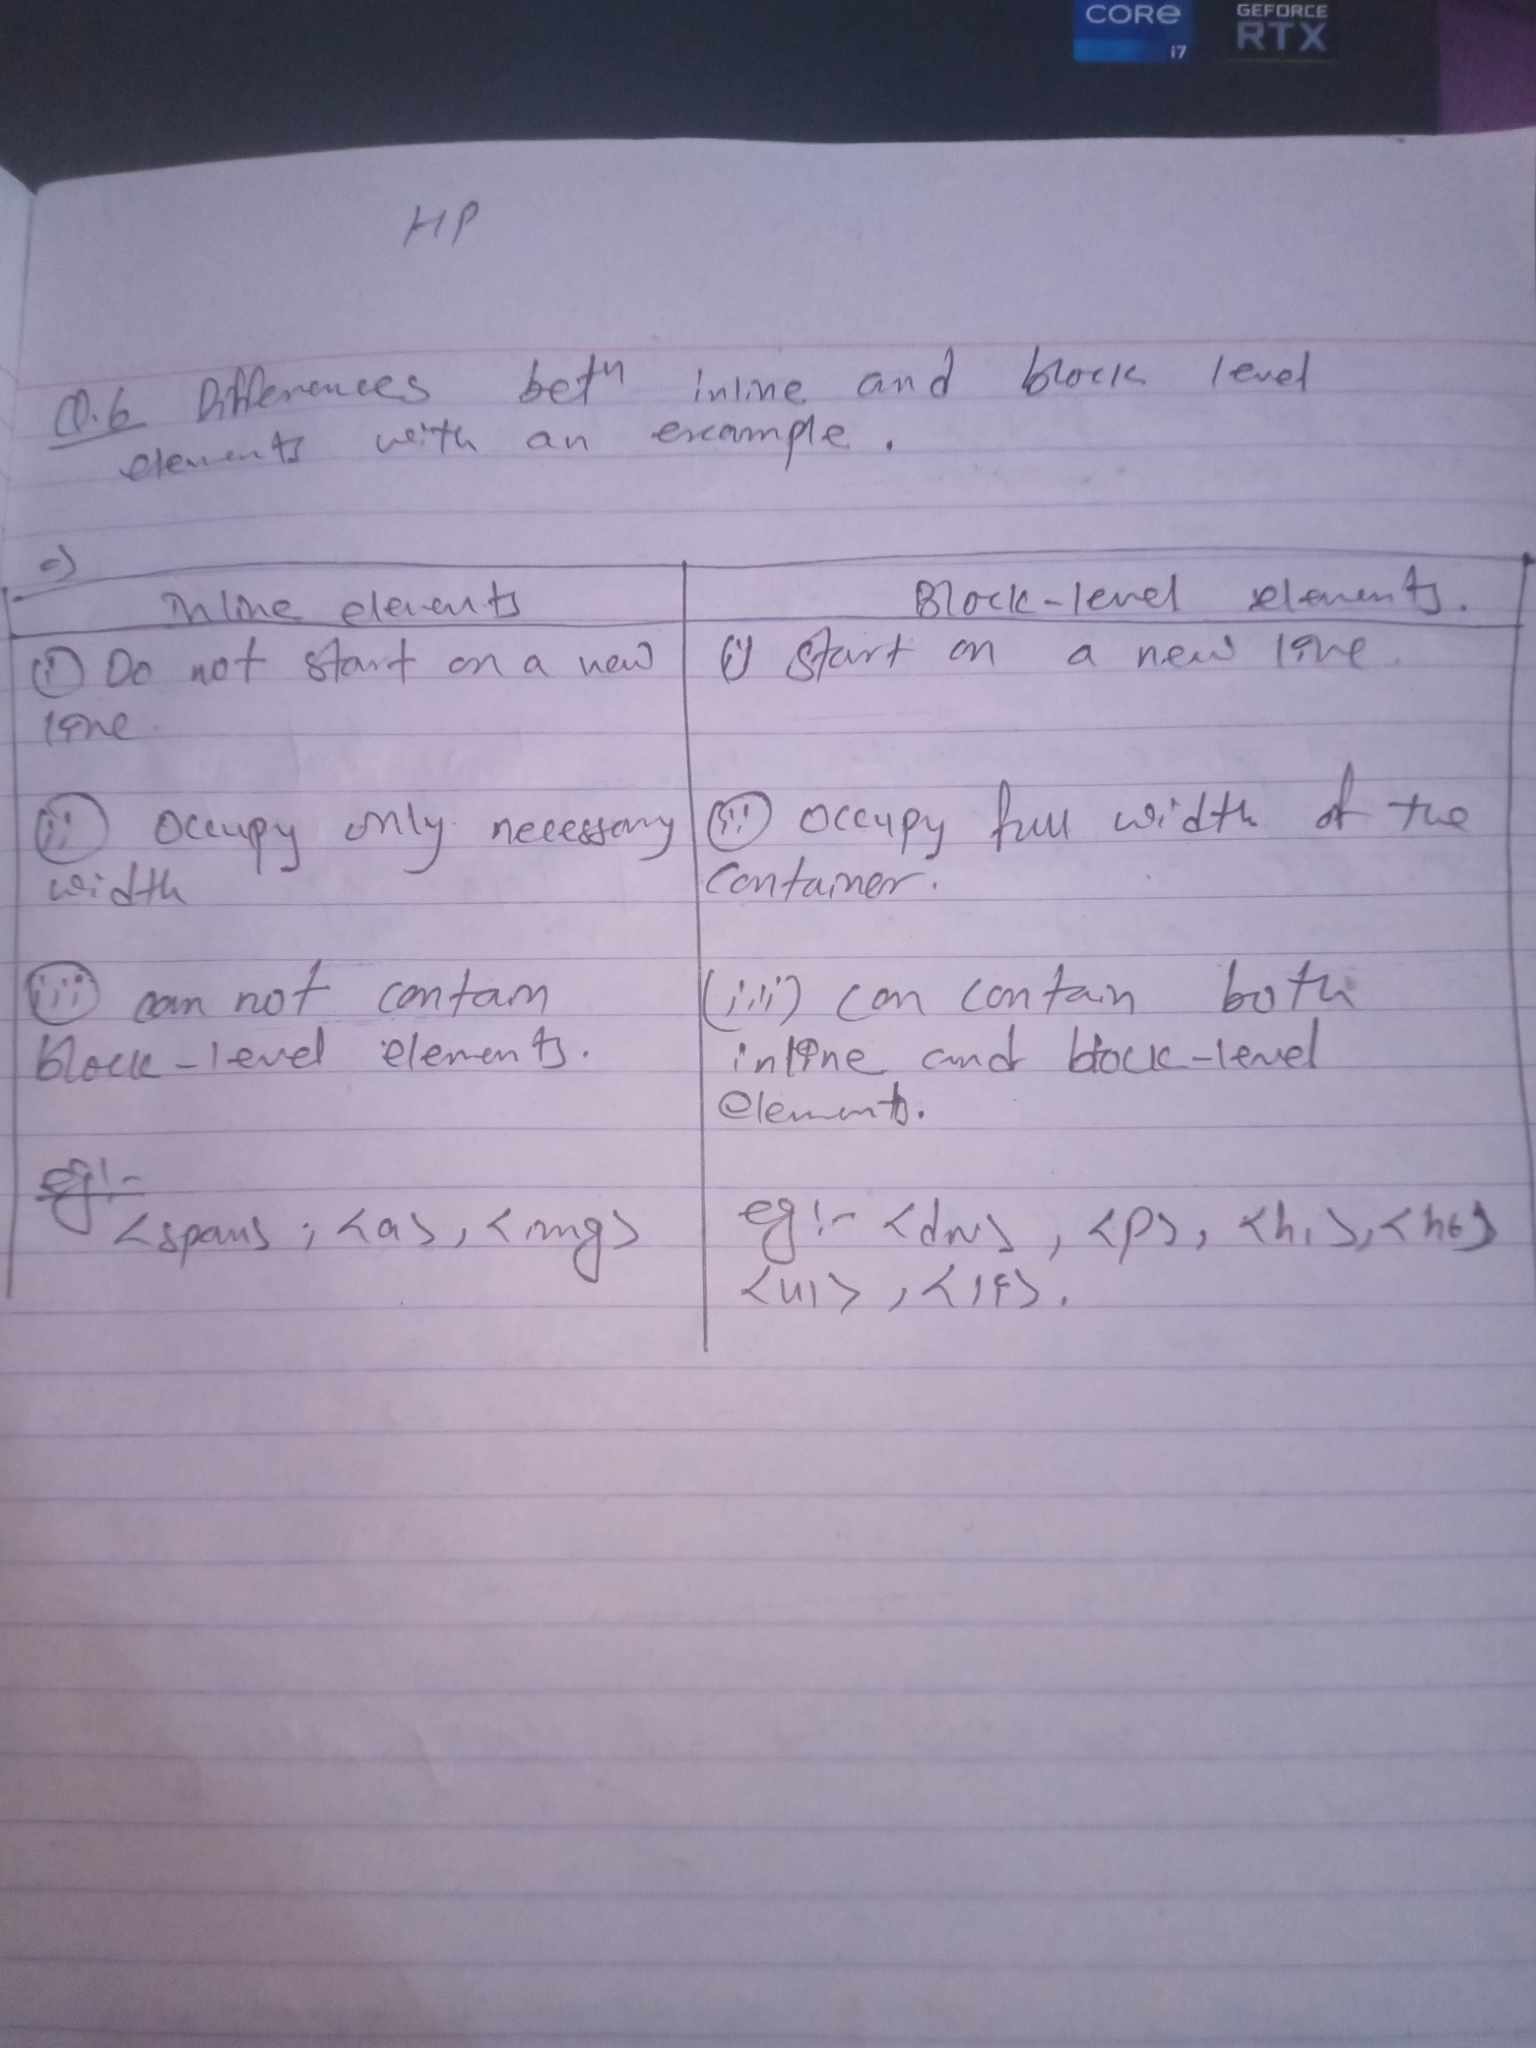 CORe
i7
GEFORCE
RTX
HP
Q.6 Differences betn inline and block level
elements with an example.
=>
Inline elements
Block-level elements.
(i) Do not start on a new
line.
(i) Start on a new line.
(ii) Occupy only necessary
width
(ii) Occupy full width of the
container.
(iii) can not contain
block-level elements.
(iii) can contain both
inline and block-level
elements.
eg:-
<span>, <a>, <img>
eg:- <div>, <p>, <h1>, <h6>
<ul>, <li>.